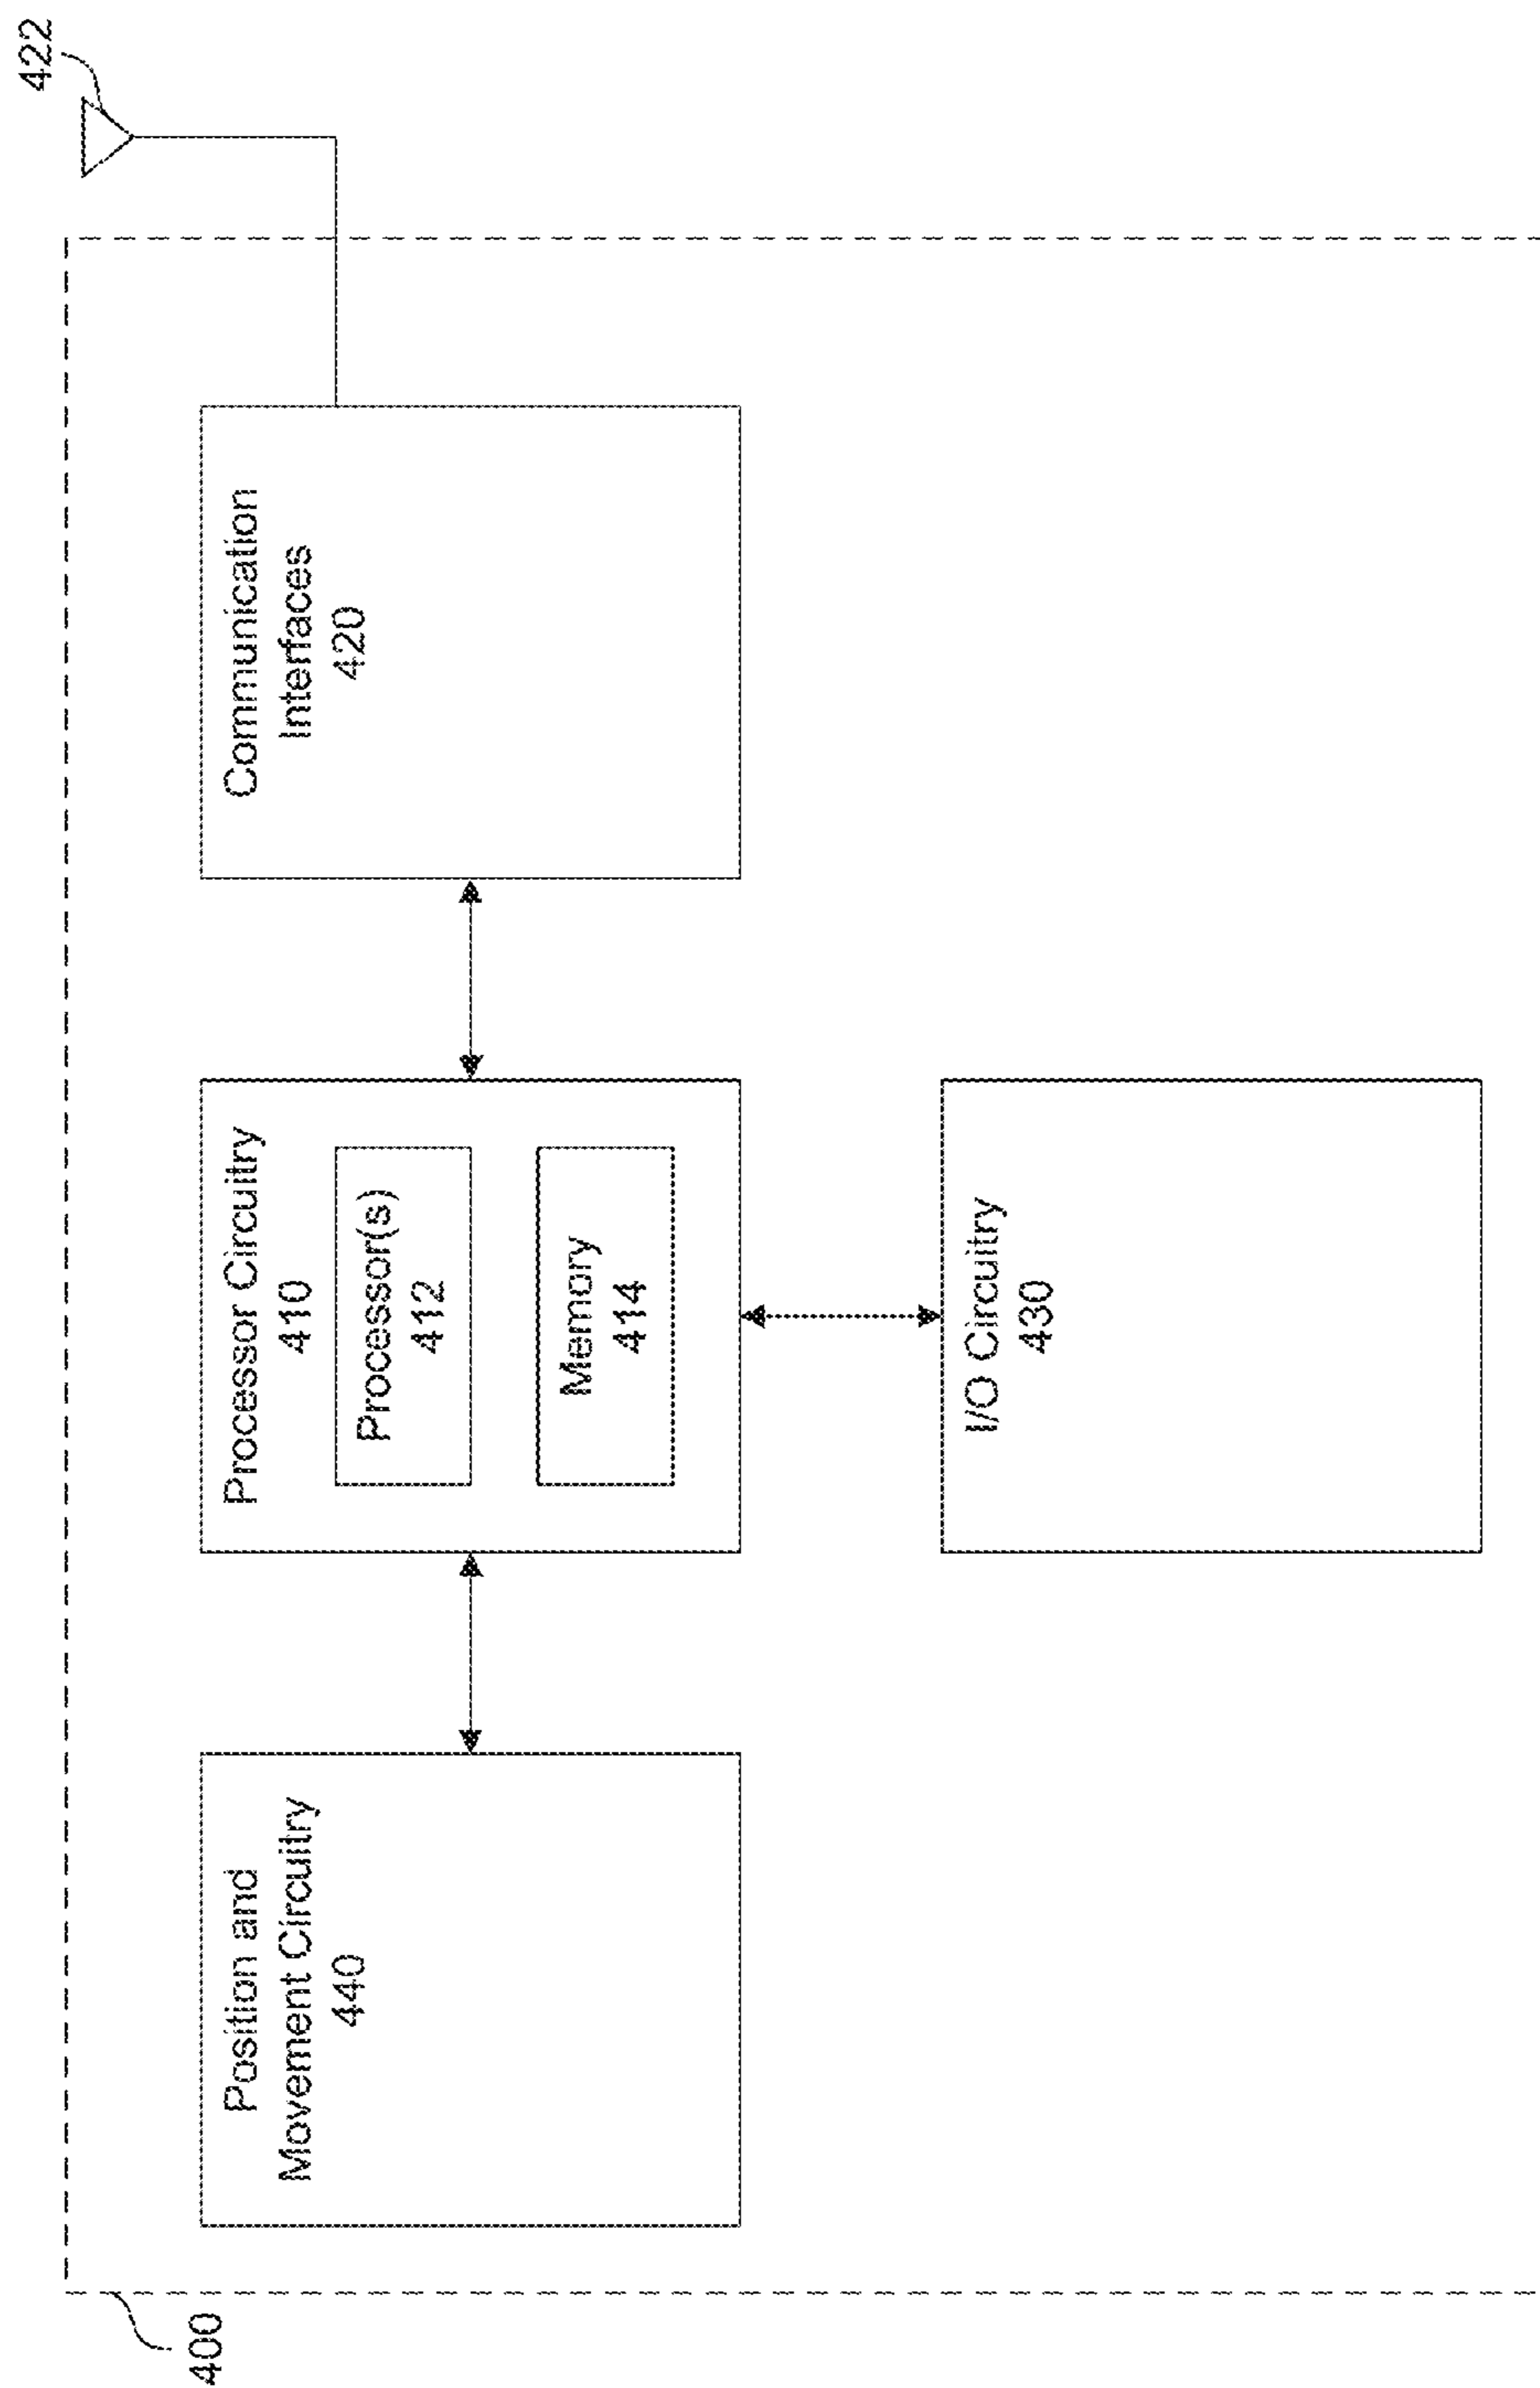 422
Position and
Movement Circuitry
440
Processor Circuitry
410
Processor(s)
412
Memory
414
Communication
Interfaces
420
I/O Circuitry
430
400